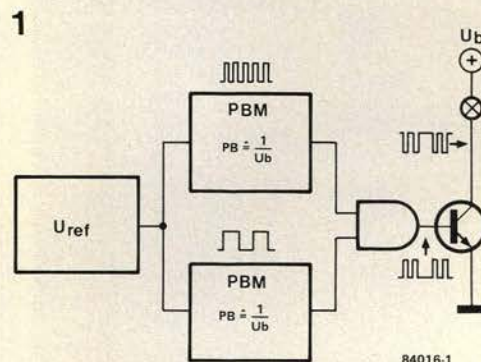 1
Ub
+
PBM
PB ≐ 1/Ub
Uref
PBM
PB ≐ 1/Ub
84016-1